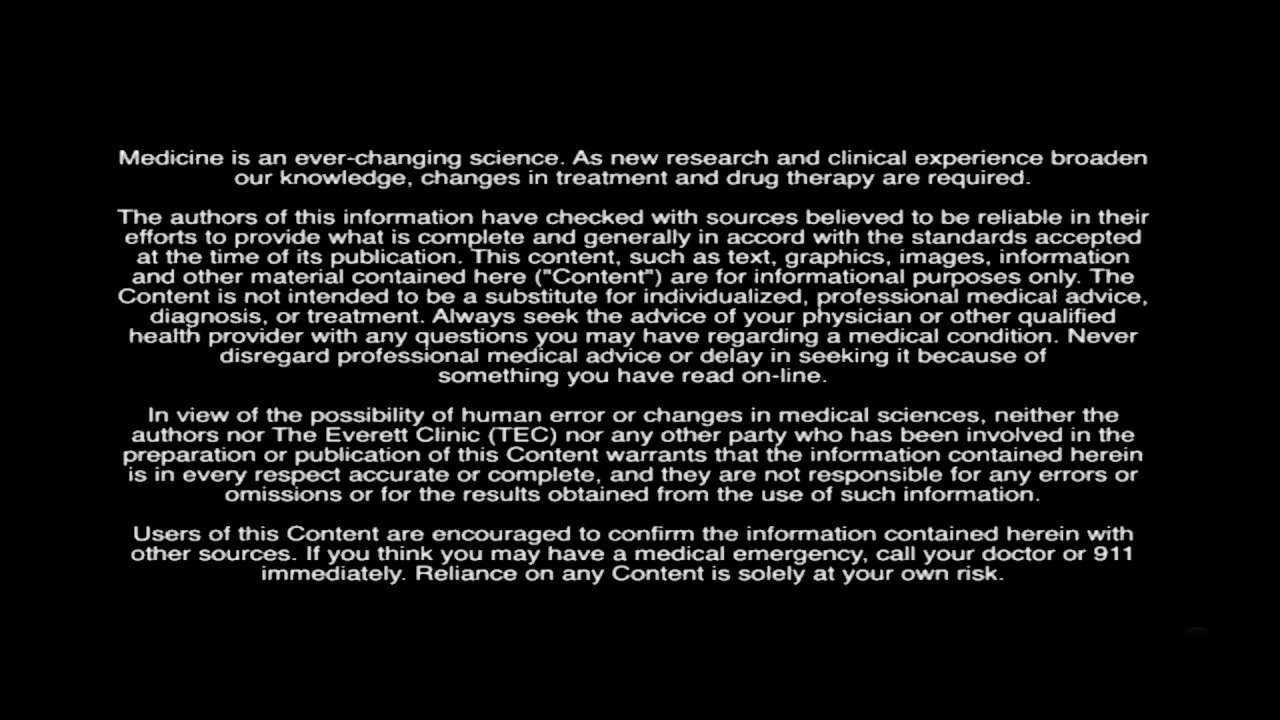 Medicine is an ever-changing science. As new research and clinical experience broaden
our knowledge, changes in treatment and drug therapy are required.
The authors of this information have checked with sources believed to be reliable in their
efforts to provide what is complete and generally in accord with the standards accepted
at the time of its publication. This content, such as text, graphics, images, information
and other material contained here ("Content") are for informational purposes only. The
Content is not intended to be a substitute for individualized, professional medical advice,
diagnosis, or treatment. Always seek the advice of your physician or other qualified
health provider with any questions you may have regarding a medical condition. Never
disregard professional medical advice or delay in seeking it because of
something you have read on-line.
In view of the possibility of human error or changes in medical sciences, neither the
authors nor The Everett Clinic (TEC) nor any other party who has been involved in the
preparation or publication of this Content warrants that the information contained herein
is in every respect accurate or complete, and they are not responsible for any errors or
omissions or for the results obtained from the use of such information.
Users of this Content are encouraged to confirm the information contained herein with
other sources. If you think you may have a medical emergency, call your doctor or 911
immediately. Reliance on any Content is solely at your own risk.